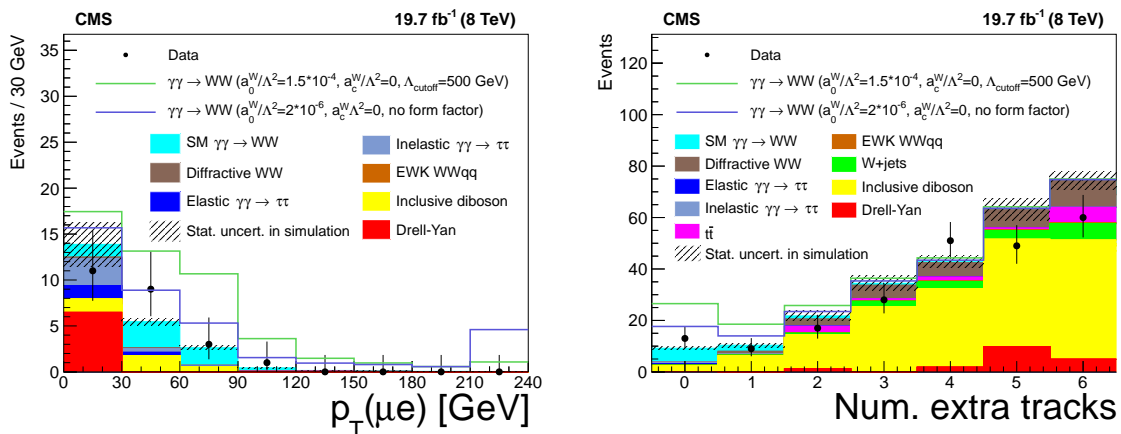 CMS 19.7 fb⁻¹ (8 TeV)
Events / 30 GeV
35
30
25
20
15
10
5
0
Data
γγ → WW (a₀ᵂ/Λ²=1.5*10⁻⁴, a_cᵂ/Λ²=0, Λ_cutoff=500 GeV)
γγ → WW (a₀ᵂ/Λ²=2*10⁻⁶, a_cᵂΛ²=0, no form factor)
SM γγ → WW
Diffractive WW
Elastic γγ → ττ
Stat. uncert. in simulation
Inelastic γγ → ττ
EWK WWqq
Inclusive diboson
Drell-Yan
0 30 60 90 120 150 180 210 240
p_T(μe) [GeV]
CMS 19.7 fb⁻¹ (8 TeV)
Events
120
100
80
60
40
20
0
Data
γγ → WW (a₀ᵂ/Λ²=1.5*10⁻⁴, a_cᵂ/Λ²=0, Λ_cutoff=500 GeV)
γγ → WW (a₀ᵂ/Λ²=2*10⁻⁶, a_cᵂΛ²=0, no form factor)
SM γγ → WW
Diffractive WW
Elastic γγ → ττ
Inelastic γγ → ττ
tt̄
Stat. uncert. in simulation
EWK WWqq
W+jets
Inclusive diboson
Drell-Yan
0 1 2 3 4 5 6
Num. extra tracks